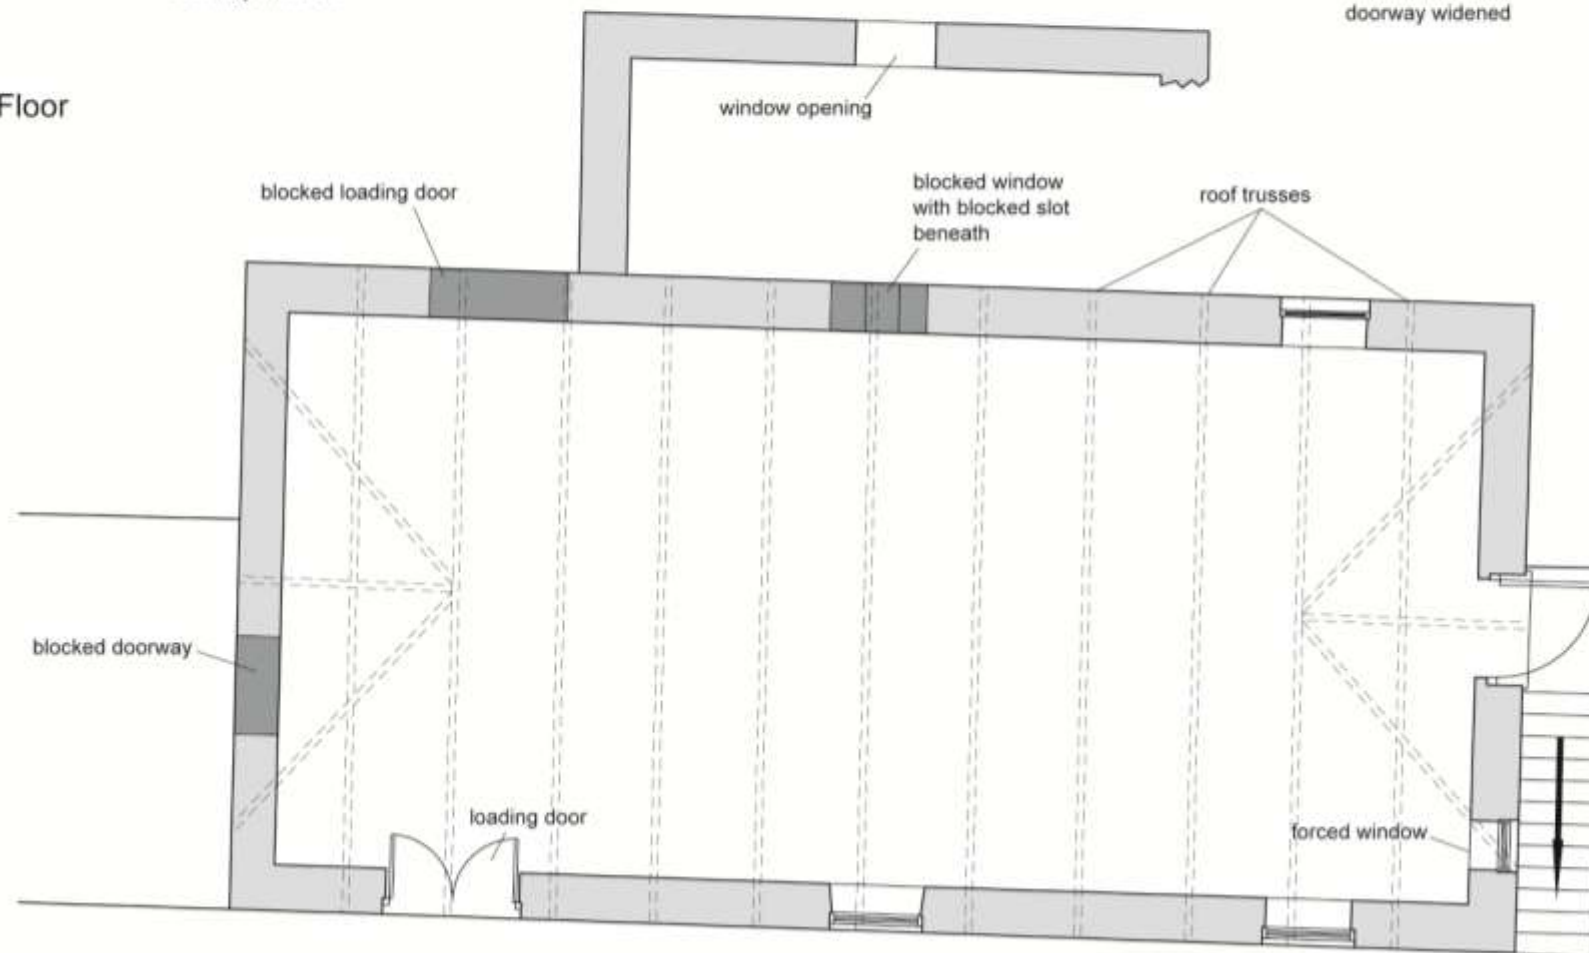 doorway widened
Floor
window opening
blocked loading door
blocked window
with blocked slot
beneath
roof trusses
blocked doorway
loading door
forced window